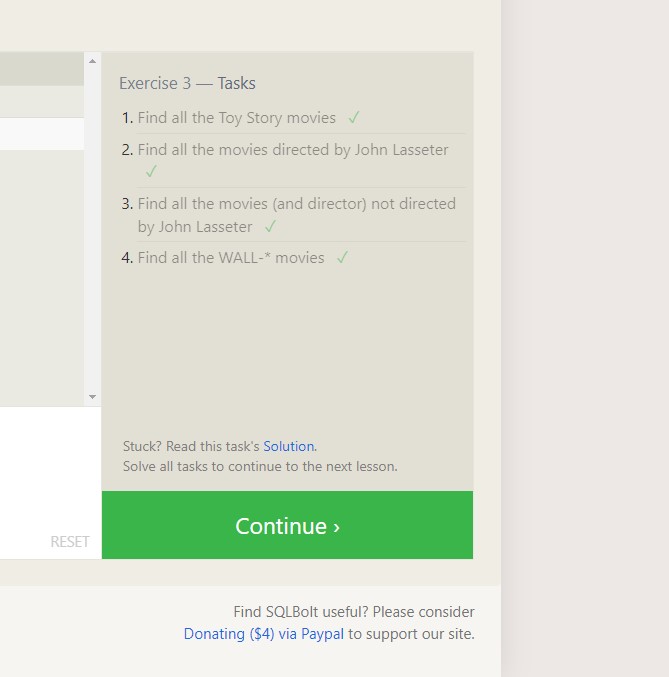 Exercise 3 — Tasks
1. Find all the Toy Story movies ✓
2. Find all the movies directed by John Lasseter
✓
3. Find all the movies (and director) not directed
by John Lasseter ✓
4. Find all the WALL-* movies ✓
Stuck? Read this task's Solution.
Solve all tasks to continue to the next lesson.
RESET
Continue ›
Find SQLBolt useful? Please consider
Donating ($4) via Paypal to support our site.